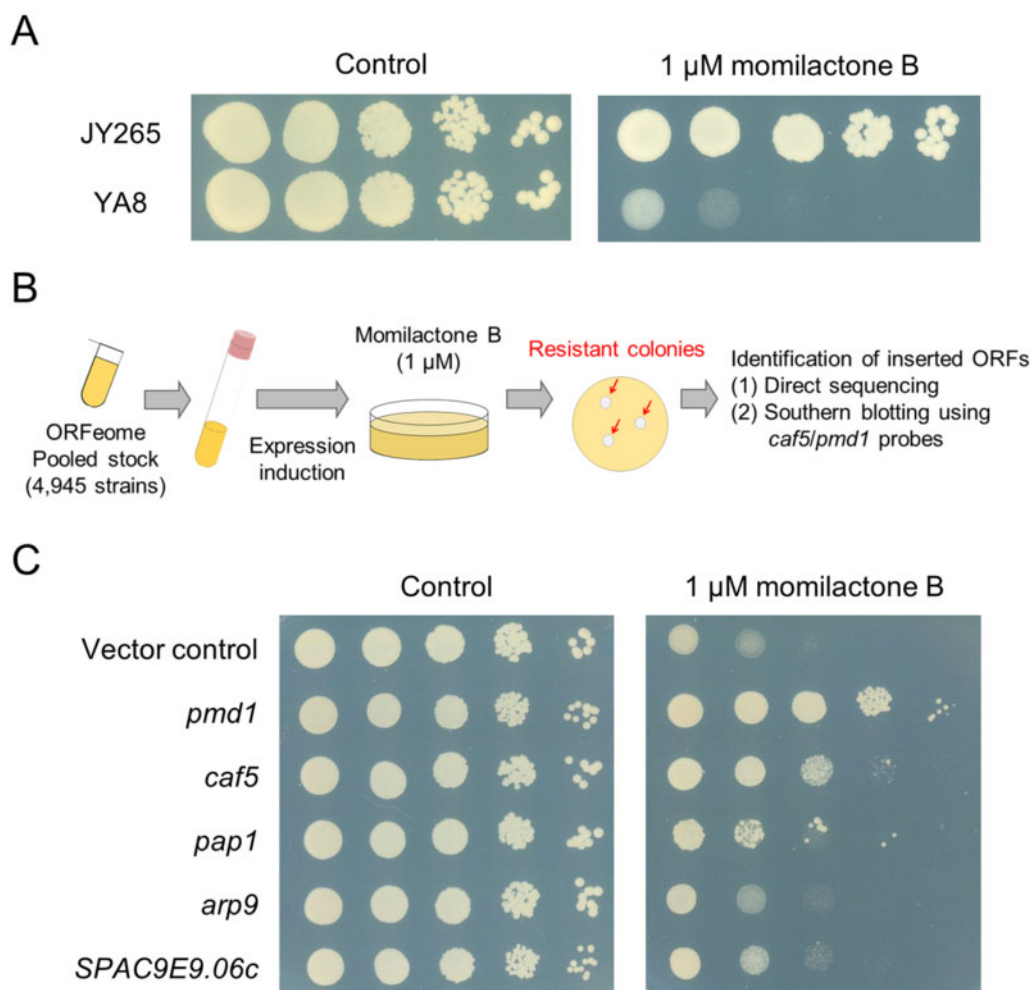 A
Control
1 µM momilactone B
JY265
YA8
B
ORFeome
Pooled stock
(4,945 strains)
Expression
induction
Momilactone B
(1 µM)
Resistant colonies
Identification of inserted ORFs
(1) Direct sequencing
(2) Southern blotting using
caf5/pmd1 probes
C
Control
1 µM momilactone B
Vector control
pmd1
caf5
pap1
arp9
SPAC9E9.06c